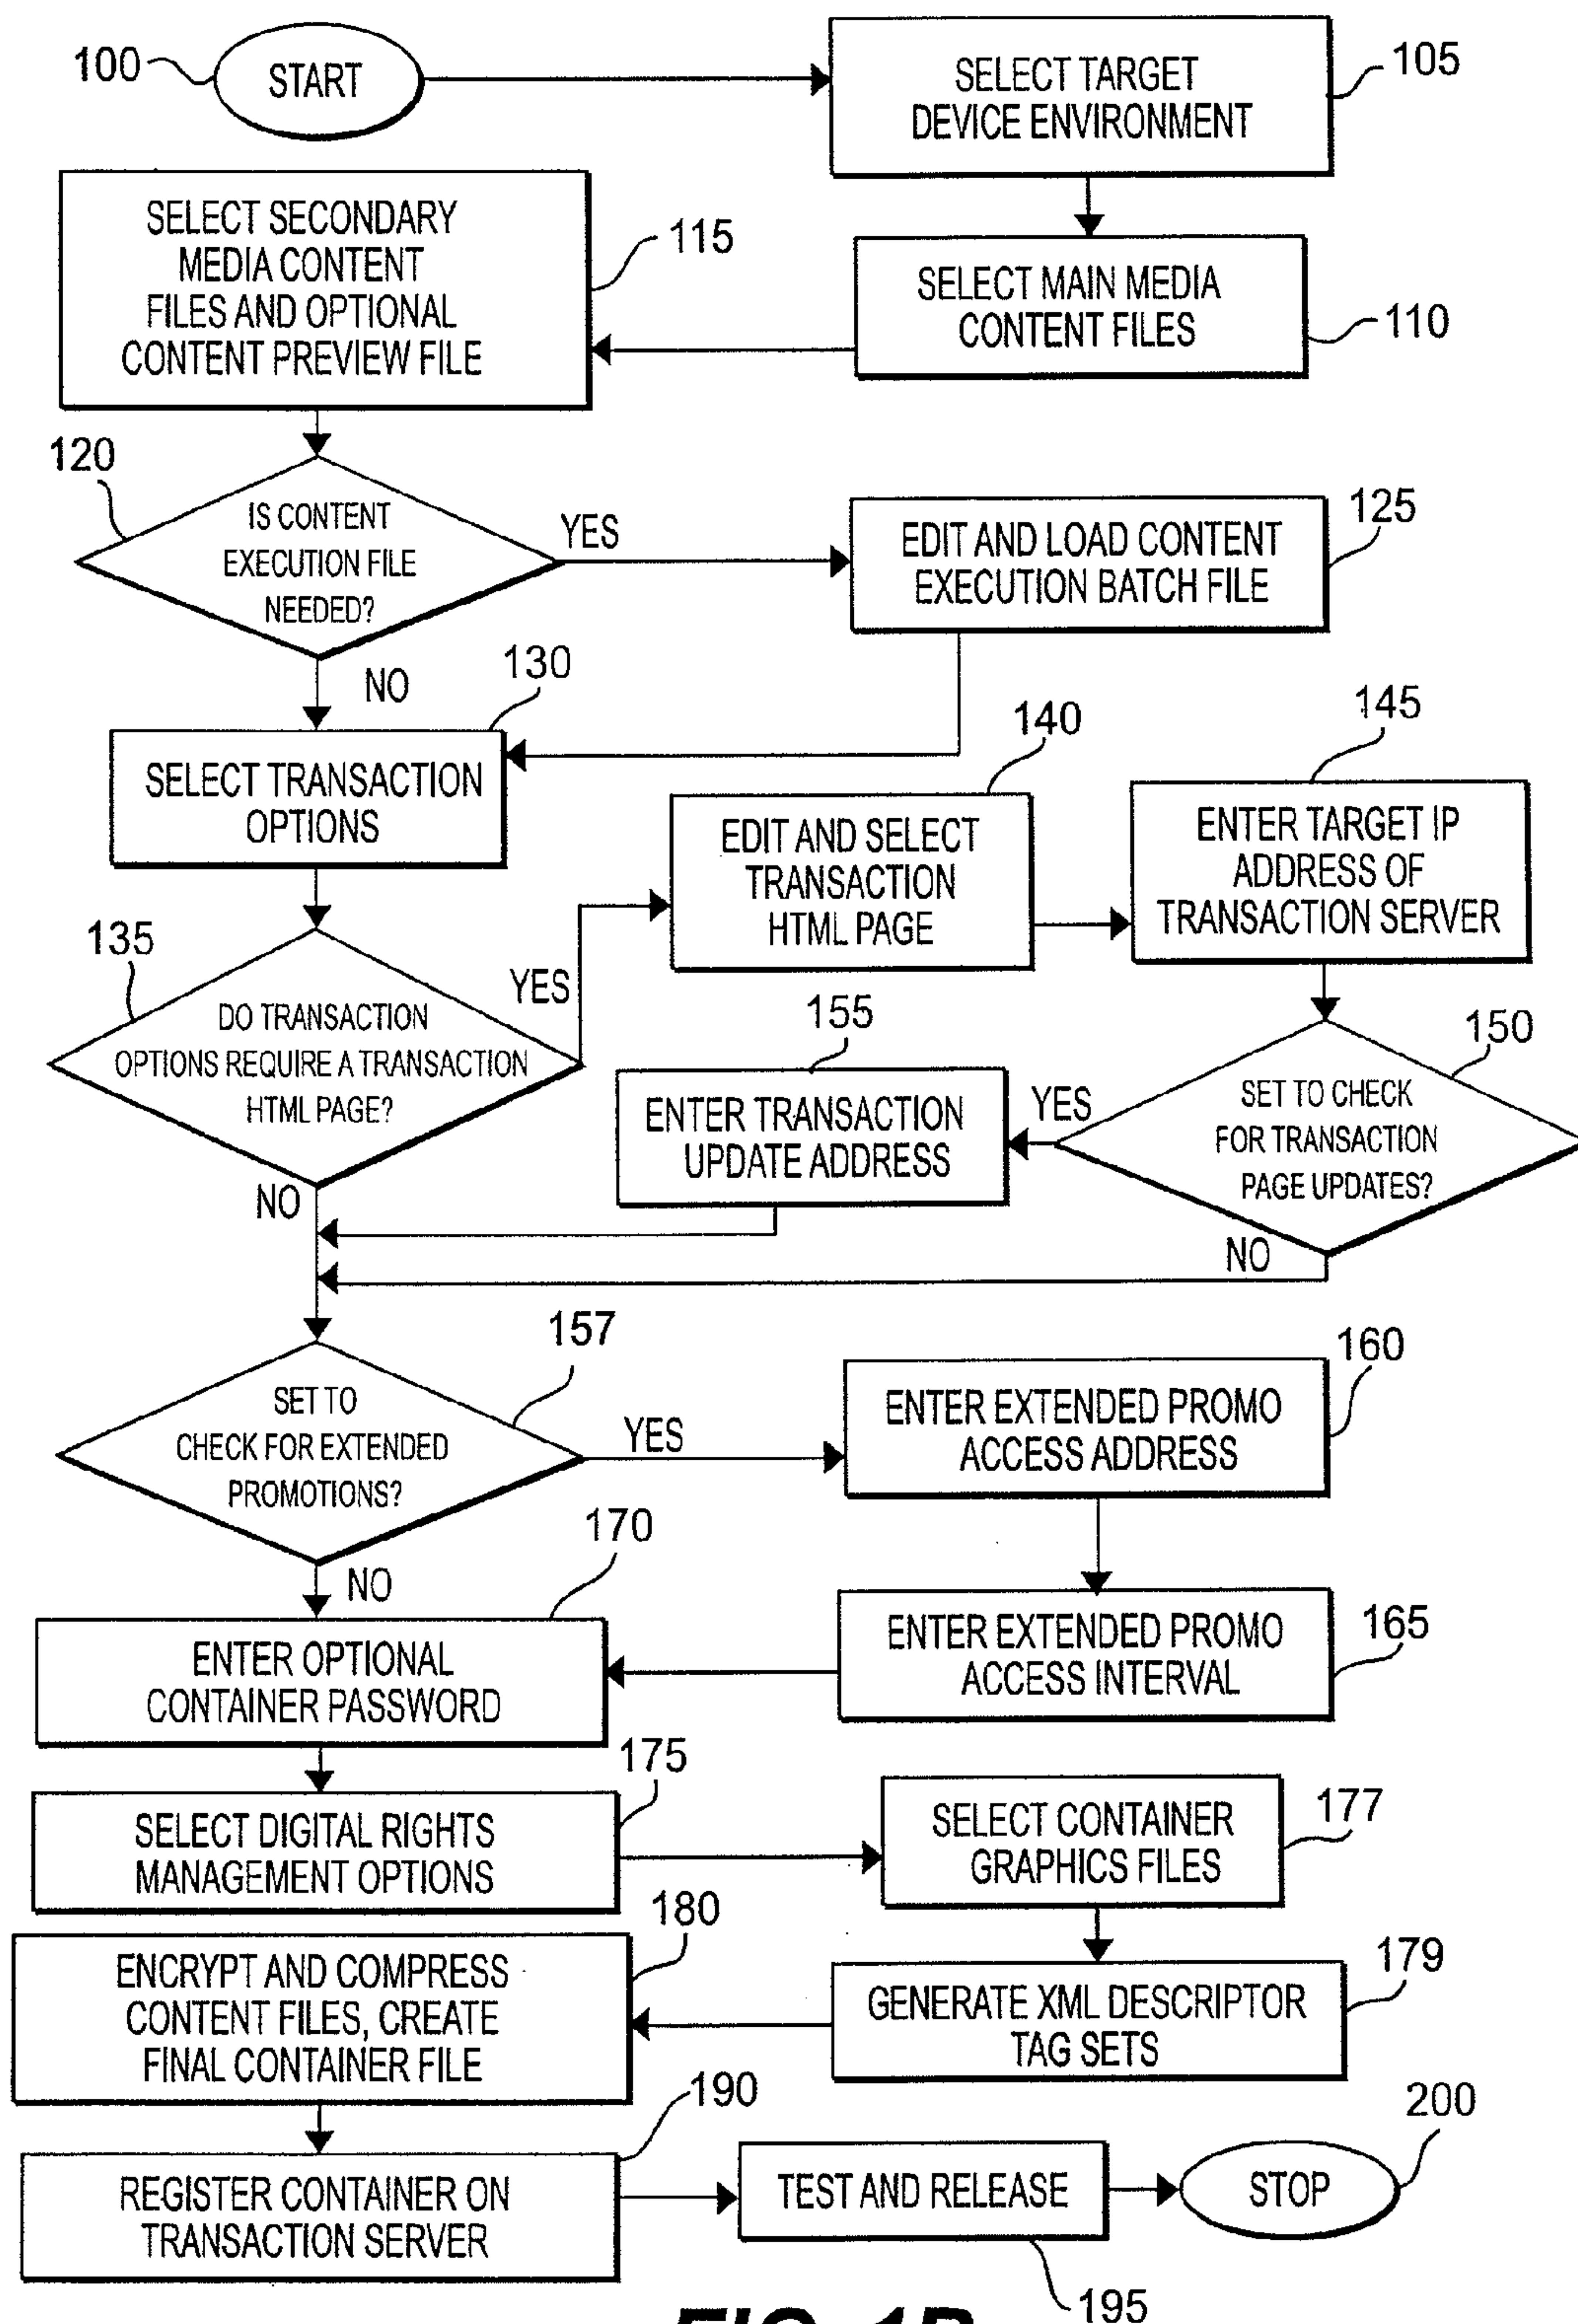 100
START
SELECT TARGET
DEVICE ENVIRONMENT
105
SELECT MAIN MEDIA
CONTENT FILES
110
SELECT SECONDARY
MEDIA CONTENT
FILES AND OPTIONAL
CONTENT PREVIEW FILE
115
120
IS CONTENT
EXECUTION FILE
NEEDED?
YES
NO
EDIT AND LOAD CONTENT
EXECUTION BATCH FILE
125
130
SELECT TRANSACTION
OPTIONS
135
DO TRANSACTION
OPTIONS REQUIRE A TRANSACTION
HTML PAGE?
YES
NO
140
EDIT AND SELECT
TRANSACTION
HTML PAGE
145
ENTER TARGET IP
ADDRESS OF
TRANSACTION SERVER
150
SET TO CHECK
FOR TRANSACTION
PAGE UPDATES?
YES
NO
155
ENTER TRANSACTION
UPDATE ADDRESS
157
SET TO
CHECK FOR EXTENDED
PROMOTIONS?
YES
NO
160
ENTER EXTENDED PROMO
ACCESS ADDRESS
165
ENTER EXTENDED PROMO
ACCESS INTERVAL
170
ENTER OPTIONAL
CONTAINER PASSWORD
175
SELECT DIGITAL RIGHTS
MANAGEMENT OPTIONS
SELECT CONTAINER
GRAPHICS FILES
177
GENERATE XML DESCRIPTOR
TAG SETS
179
180
ENCRYPT AND COMPRESS
CONTENT FILES, CREATE
FINAL CONTAINER FILE
190
REGISTER CONTAINER ON
TRANSACTION SERVER
TEST AND RELEASE
195
STOP
200